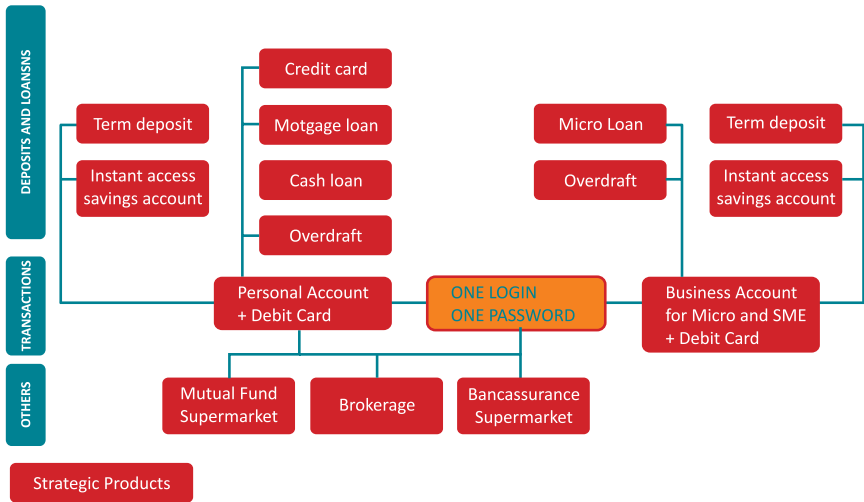 DEPOSITS AND LOANSNS
Credit card
Term deposit
Motgage loan
Micro Loan
Term deposit
Instant access
savings account
Cash loan
Overdraft
Instant access
savings account
Overdraft
TRANSACTIONS
Personal Account
+ Debit Card
ONE LOGIN
ONE PASSWORD
Business Account
for Micro and SME
+ Debit Card
OTHERS
Mutual Fund
Supermarket
Brokerage
Bancassurance
Supermarket
Strategic Products